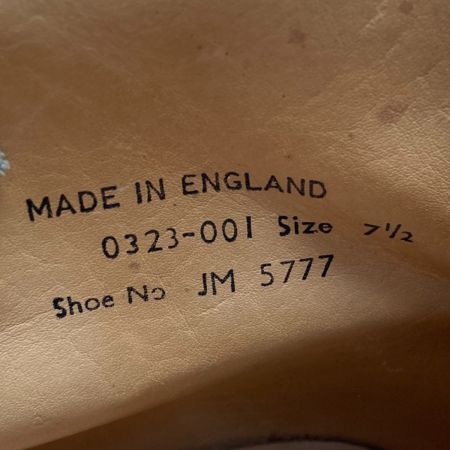 MADE IN ENGLAND
0323-001 Size 7½
Shoe No JM 5777